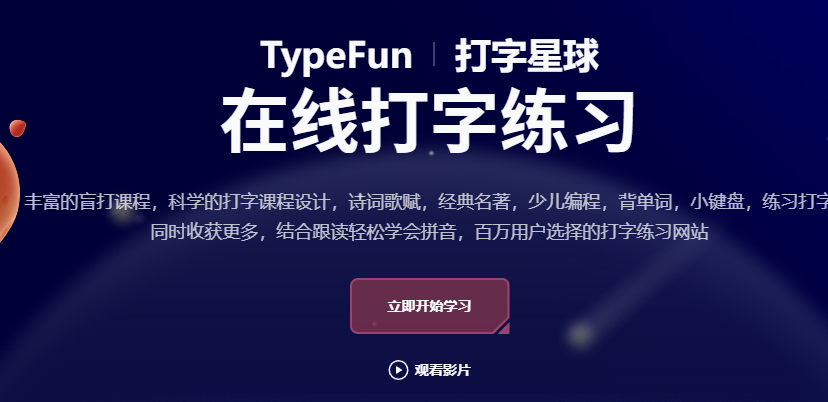 TypeFun | 打字星球
在线打字练习
丰富的盲打课程，科学的打字课程设计，诗词歌赋，经典名著，少儿编程，背单词，小键盘，练习打字
同时收获更多，结合跟读轻松学会拼音，百万用户选择的打字练习网站
立即开始学习
观看影片